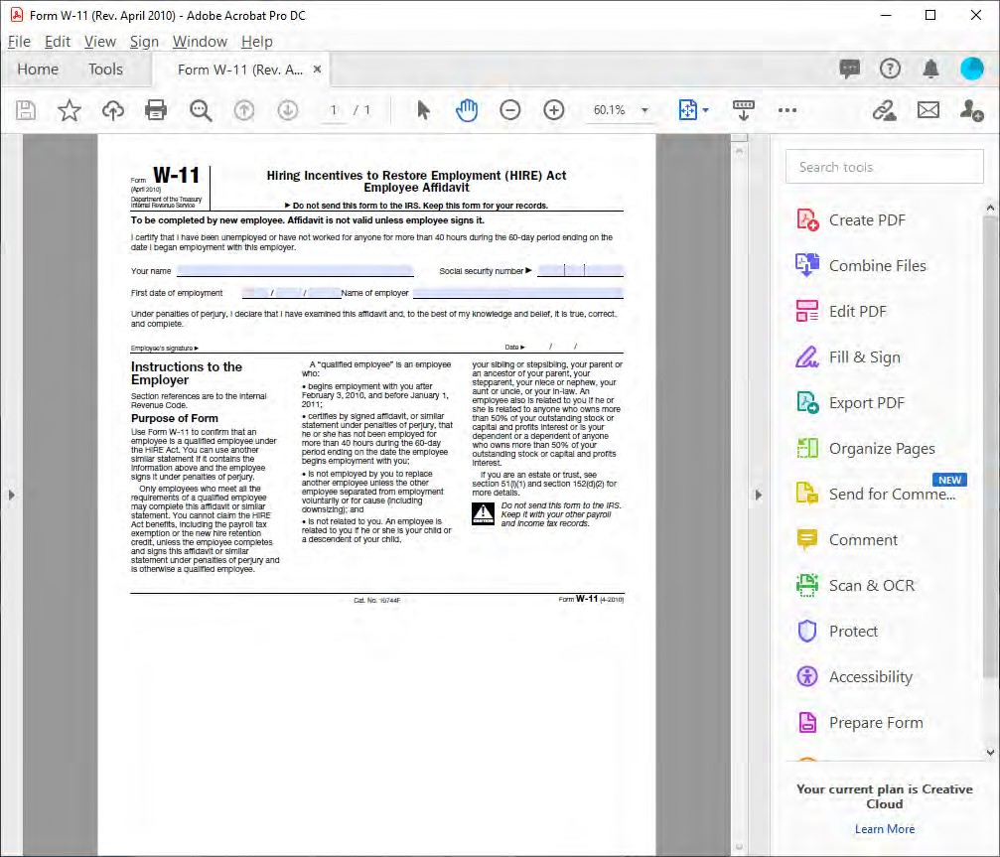 Form W-11 (Rev. April 2010) - Adobe Acrobat Pro DC
File Edit View Sign Window Help
Home Tools Form W-11 (Rev. A... ×
1 / 1 60.1%
Form W-11
(April 2010)
Department of the Treasury
Internal Revenue Service
Hiring Incentives to Restore Employment (HIRE) Act
Employee Affidavit
▶ Do not send this form to the IRS. Keep this form for your records.
To be completed by new employee. Affidavit is not valid unless employee signs it.
I certify that I have been unemployed or have not worked for anyone for more than 40 hours during the 60-day period ending on the
date I began employment with this employer.
Your name Social security number ▶
First date of employment / / Name of employer
Under penalties of perjury, I declare that I have examined this affidavit and, to the best of my knowledge and belief, it is true, correct,
and complete.
Employee's signature ▶ Date ▶ / /
Instructions to the
Employer
Section references are to the Internal
Revenue Code.
Purpose of Form
Use Form W-11 to confirm that an
employee is a qualified employee under
the HIRE Act. You can use another
similar statement if it contains the
information above and the employee
signs it under penalties of perjury.
Only employees who meet all the
requirements of a qualified employee
may complete this affidavit or similar
statement. You cannot claim the HIRE
Act benefits, including the payroll tax
exemption or the new hire retention
credit, unless the employee completes
and signs this affidavit or similar
statement under penalties of perjury and
is otherwise a qualified employee.
A "qualified employee" is an employee
who:
• begins employment with you after
February 3, 2010, and before January 1,
2011;
• certifies by signed affidavit, or similar
statement under penalties of perjury, that
he or she has not been employed for
more than 40 hours during the 60-day
period ending on the date the employee
begins employment with you;
• is not employed by you to replace
another employee unless the other
employee separated from employment
voluntarily or for cause (including
downsizing); and
• is not related to you. An employee is
related to you if he or she is your child or
a descendent of your child,
your sibling or stepsibling, your parent or
an ancestor of your parent, your
stepparent, your niece or nephew, your
aunt or uncle, or your in-law. An
employee also is related to you if he or
she is related to anyone who owns more
than 50% of your outstanding stock or
capital and profits interest or is your
dependent or a dependent of anyone
who owns more than 50% of your
outstanding stock or capital and profits
interest.
If you are an estate or trust, see
section 51(i)(1) and section 152(d)(2) for
more details.
CAUTION
Do not send this form to the IRS.
Keep it with your other payroll
and income tax records.
Cat. No. 10744F Form W-11 (4-2010)
Search tools
Create PDF
Combine Files
Edit PDF
Fill & Sign
Export PDF
Organize Pages
NEW
Send for Comme...
Comment
Scan & OCR
Protect
Accessibility
Prepare Form
Your current plan is Creative
Cloud
Learn More